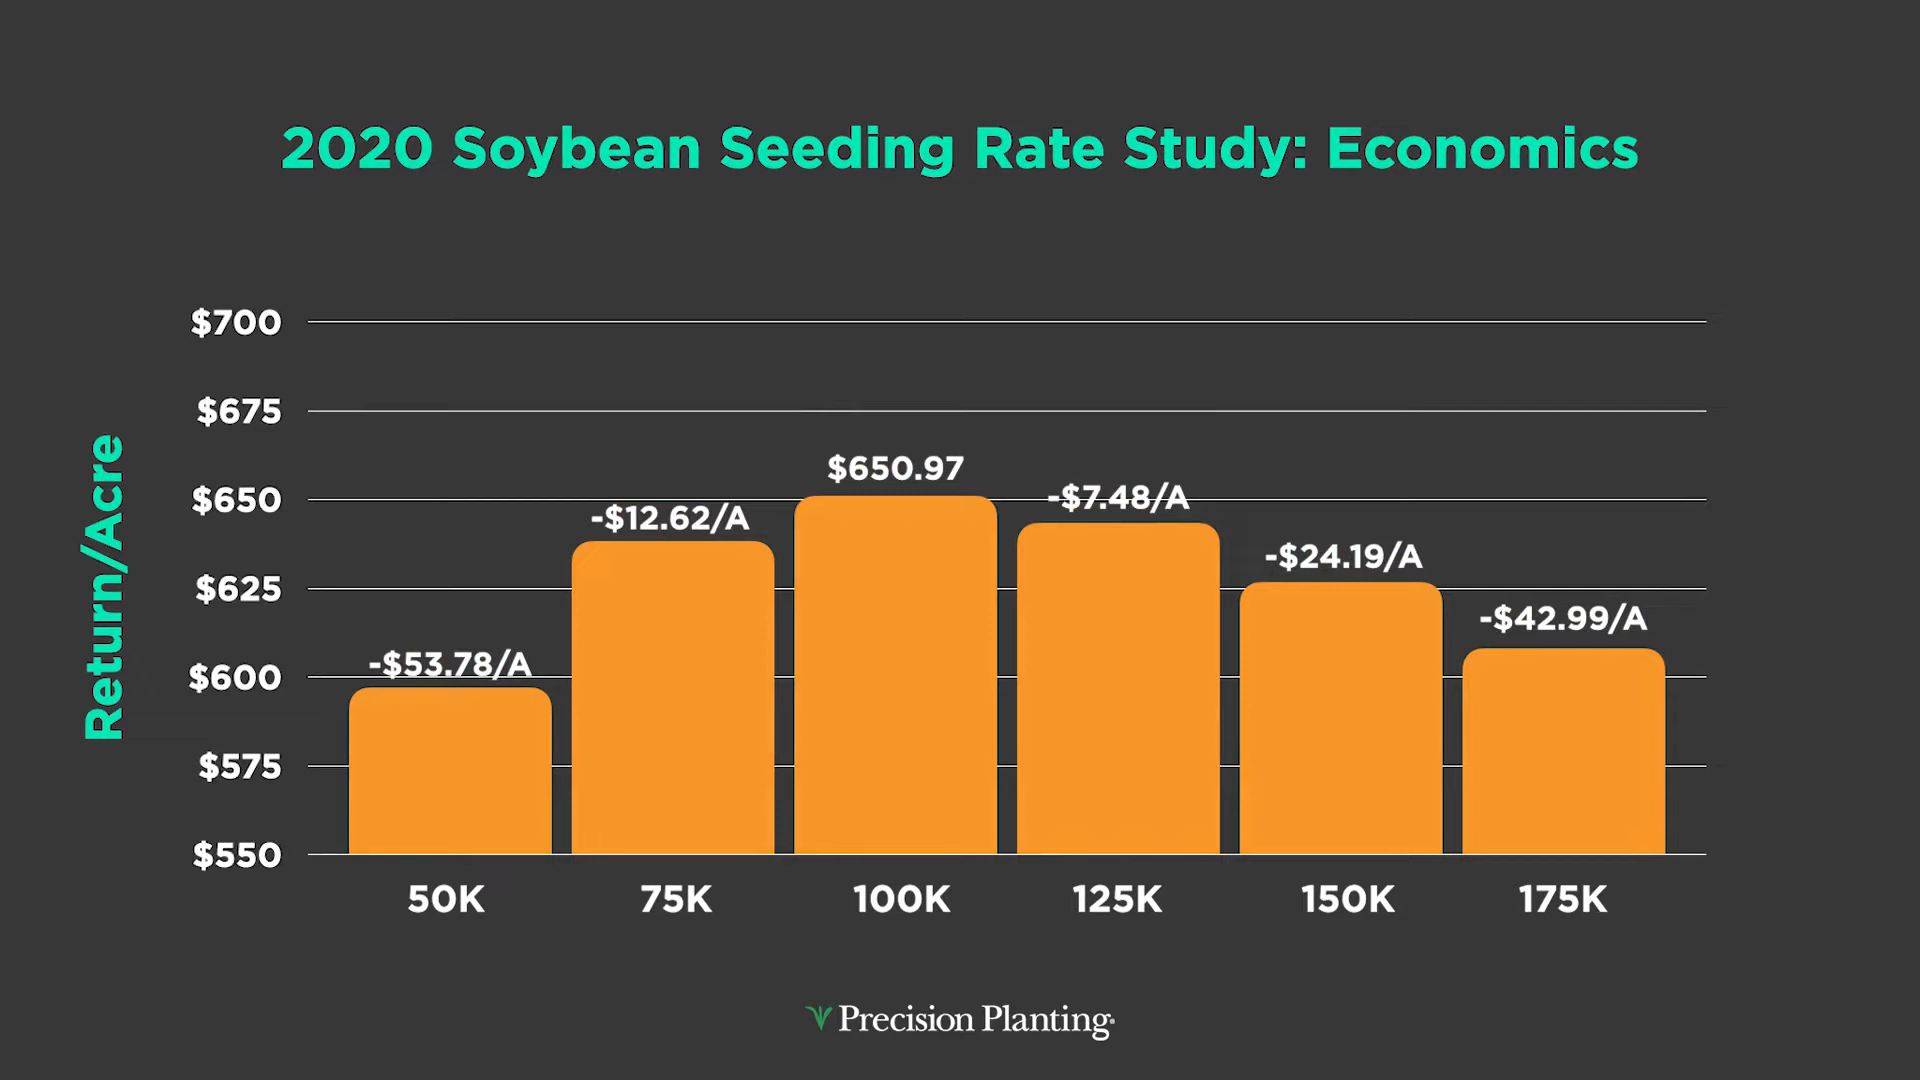 2020 Soybean Seeding Rate Study: Economics
Return/Acre
$700
$675
$650
$625
$600
$575
$550
-$53.78/A
-$12.62/A
$650.97
-$7.48/A
-$24.19/A
-$42.99/A
50K 75K 100K 125K 150K 175K
Precision Planting®